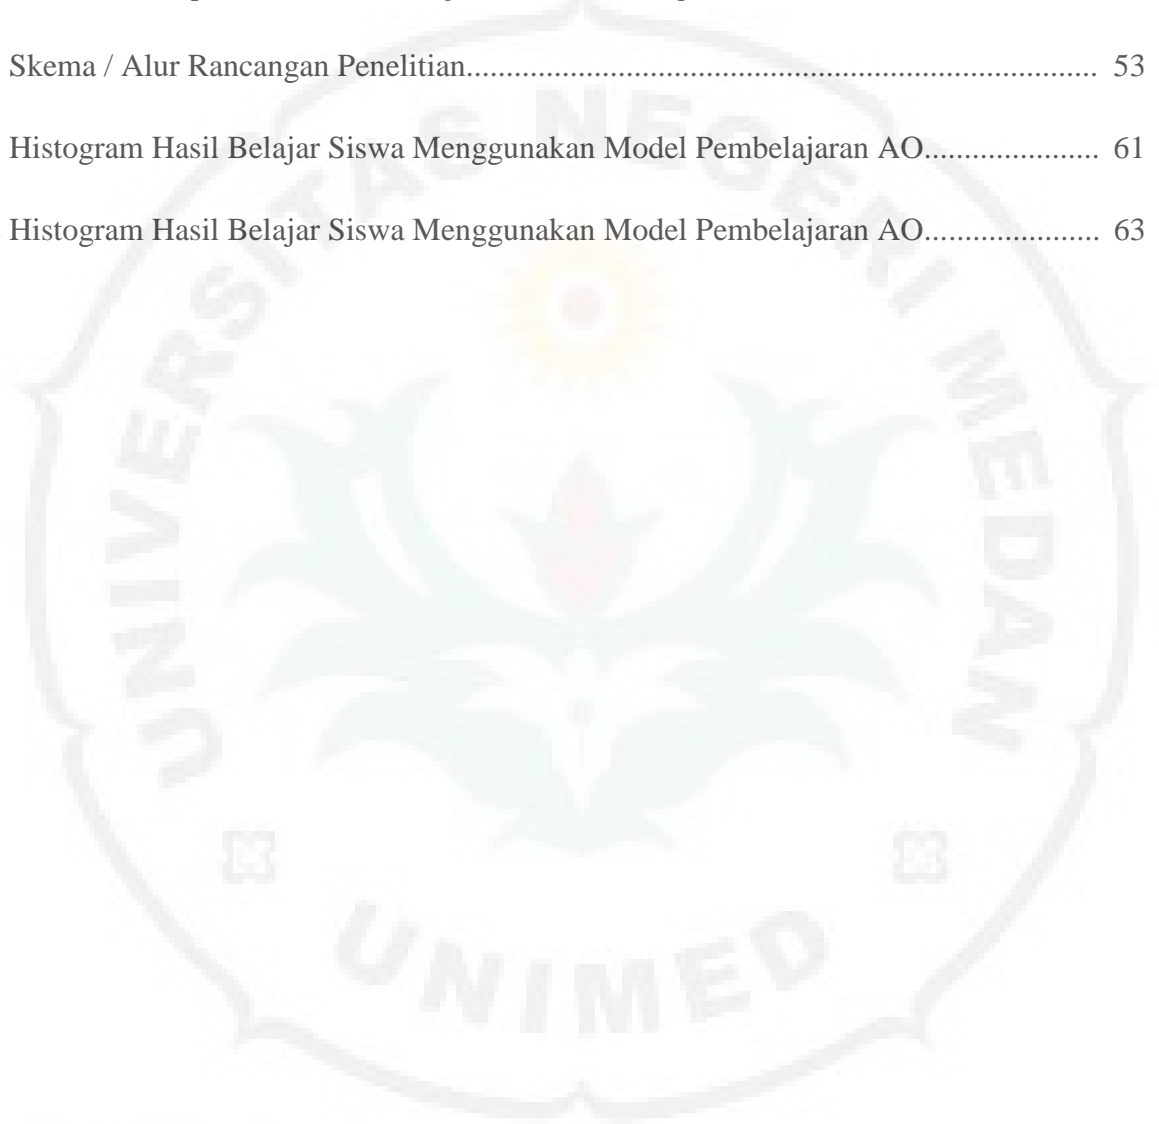 Skema / Alur Rancangan Penelitian............................................................................... 53
Histogram Hasil Belajar Siswa Menggunakan Model Pembelajaran AO...................... 61
Histogram Hasil Belajar Siswa Menggunakan Model Pembelajaran AO...................... 63
UNIVERSITAS NEGERI MEDAN
UNIMED